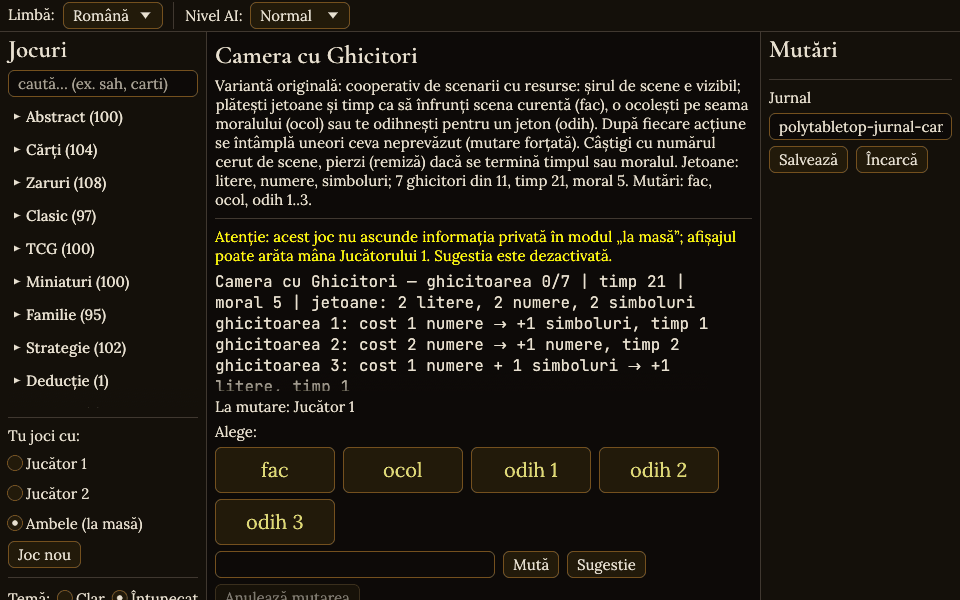 Limbă: Română Nivel AI: Normal
Jocuri
caută... (ex. sah, carti)
Abstract (100)
Cărți (104)
Zaruri (108)
Clasic (97)
TCG (100)
Miniaturi (100)
Familie (95)
Strategie (102)
Deducție (1)
Tu joci cu:
Jucător 1
Jucător 2
Ambele (la masă)
Joc nou
Temă: Clar Întunecat
Camera cu Ghicitori
Variantă originală: cooperativ de scenarii cu resurse: șirul de scene e vizibil;
plătești jetoane și timp ca să înfrunți scena curentă (fac), o ocolești pe seama
moralului (ocol) sau te odihnești pentru un jeton (odih). După fiecare acțiune
se întâmplă uneori ceva neprevăzut (mutare forțată). Câștigi cu numărul
cerut de scene, pierzi (remiză) dacă se termină timpul sau moralul. Jetoane:
litere, numere, simboluri; 7 ghicitori din 11, timp 21, moral 5. Mutări: fac,
ocol, odih 1..3.
Atenție: acest joc nu ascunde informația privată în modul „la masă”; afișajul
poate arăta mâna Jucătorului 1. Sugestia este dezactivată.
Camera cu Ghicitori — ghicitoarea 0/7 | timp 21 |
moral 5 | jetoane: 2 litere, 2 numere, 2 simboluri
ghicitoarea 1: cost 1 numere → +1 simboluri, timp 1
ghicitoarea 2: cost 2 numere → +1 numere, timp 2
ghicitoarea 3: cost 1 numere + 1 simboluri → +1
litere, timp 1
La mutare: Jucător 1
Alege:
fac ocol odih 1 odih 2
odih 3
Mută Sugestie
Anulează mutarea
Mutări
Jurnal
polytabletop-jurnal-car
Salvează Încarcă